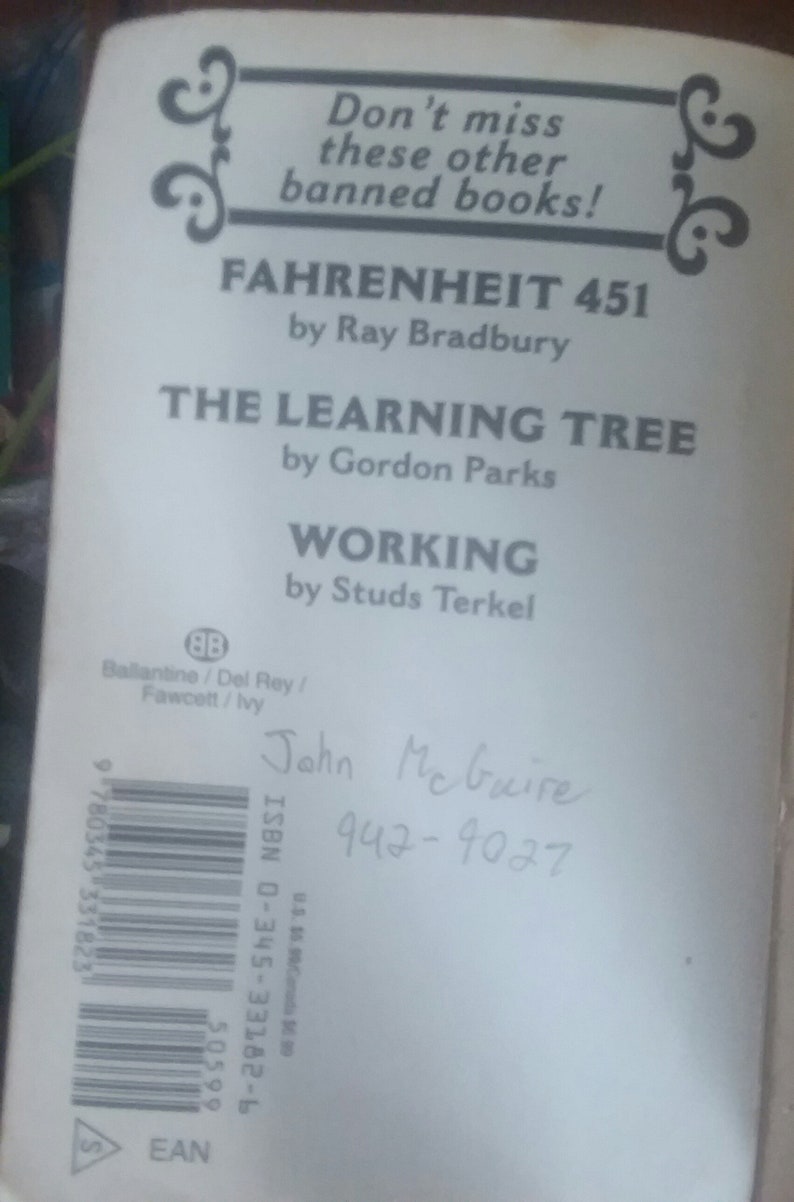 Don't miss
these other
banned books!
FAHRENHEIT 451
by Ray Bradbury
THE LEARNING TREE
by Gordon Parks
WORKING
by Studs Terkel
BB
Ballantine / Del Rey /
Fawcett / Ivy
John McGuire
942-9027
9 780345 331823
50599
ISBN 0-345-33182-6
S
EAN